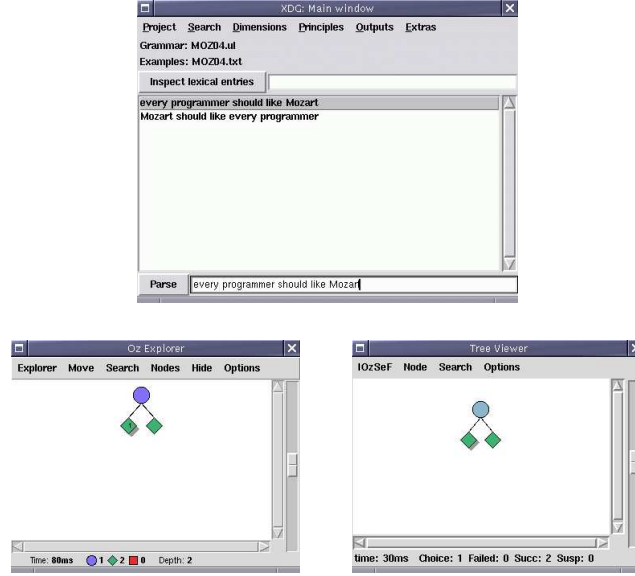 XDG: Main window
Project Search Dimensions Principles Outputs Extras
Grammar: MOZ04.ul
Examples: MOZ04.txt
Inspect lexical entries
every programmer should like Mozart
Mozart should like every programmer
Parse every programmer should like Mozart
Oz Explorer
Explorer Move Search Nodes Hide Options
1
Time: 80ms 1 2 0 Depth: 2
Tree Viewer
IOzSeF Node Search Options
time: 30ms Choice: 1 Failed: 0 Succ: 2 Susp: 0